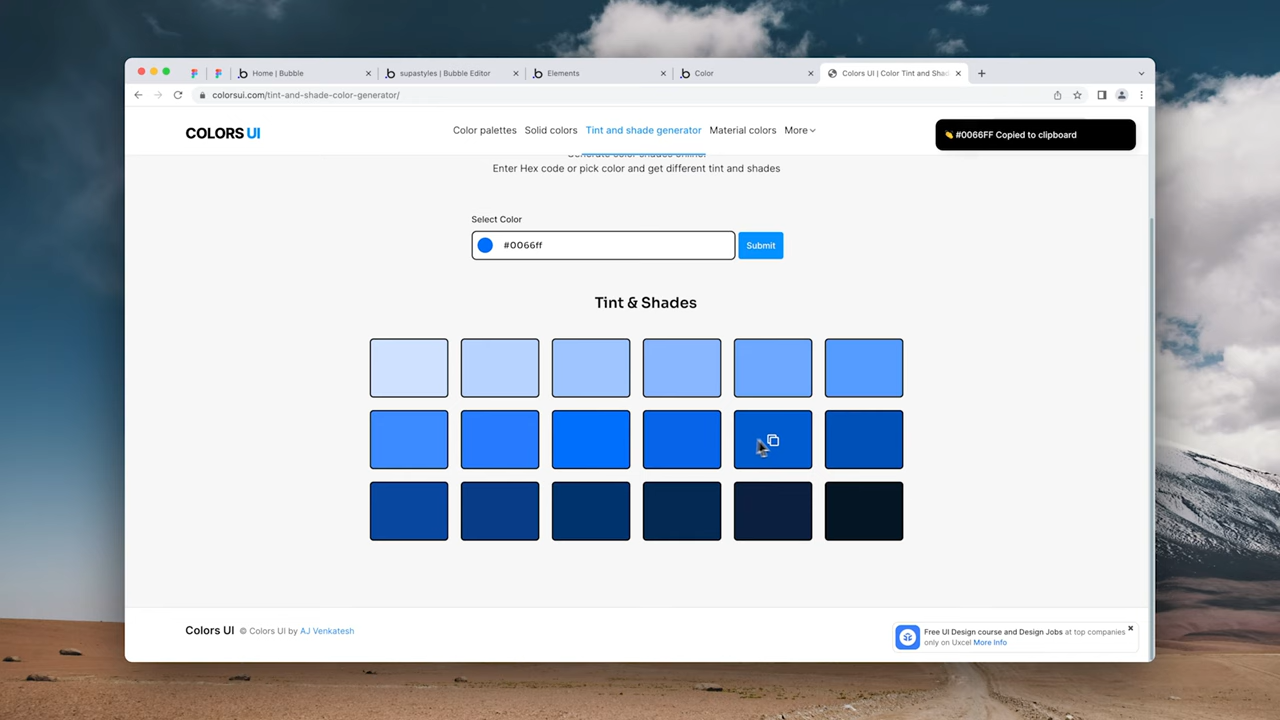 Home | Bubble
supastyles | Bubble Editor
Elements
Color
Colors UI | Color Tint and Shad
colorsui.com/tint-and-shade-color-generator/
COLORS UI
Color palettes
Solid colors
Tint and shade generator
Material colors
More
👏 #0066FF Copied to clipboard
Generate color shades online.
Enter Hex code or pick color and get different tint and shades
Select Color
#0066ff
Submit
Tint & Shades
Colors UI © Colors UI by AJ Venkatesh
Free UI Design course and Design Jobs at top companies
only on Uxcel More Info